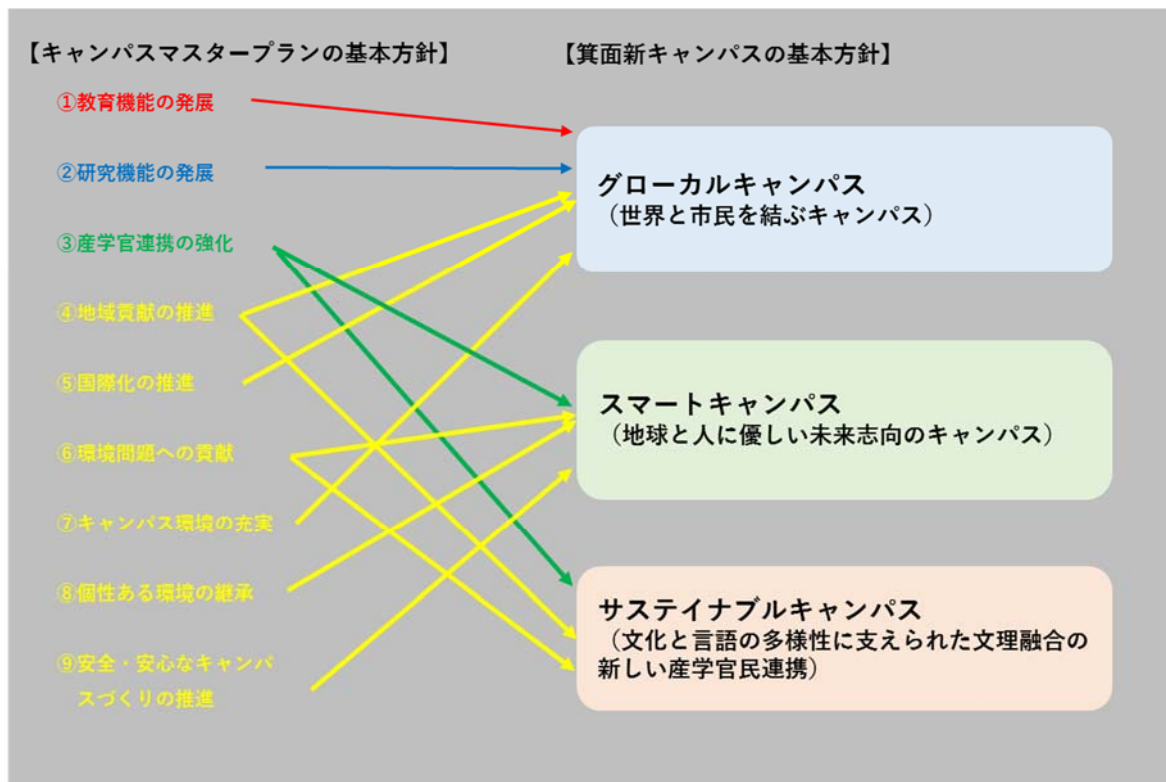 【キャンパスマスタープランの基本方針】
①教育機能の発展
②研究機能の発展
③産学官連携の強化
④地域貢献の推進
⑤国際化の推進
⑥環境問題への貢献
⑦キャンパス環境の充実
⑧個性ある環境の継承
⑨安全・安心なキャンパ
スづくりの推進
【箕面新キャンパスの基本方針】
グローカルキャンパス
（世界と市民を結ぶキャンパス）
スマートキャンパス
（地球と人に優しい未来志向のキャンパス）
サステイナブルキャンパス
（文化と言語の多様性に支えられた文理融合の
新しい産学官民連携）